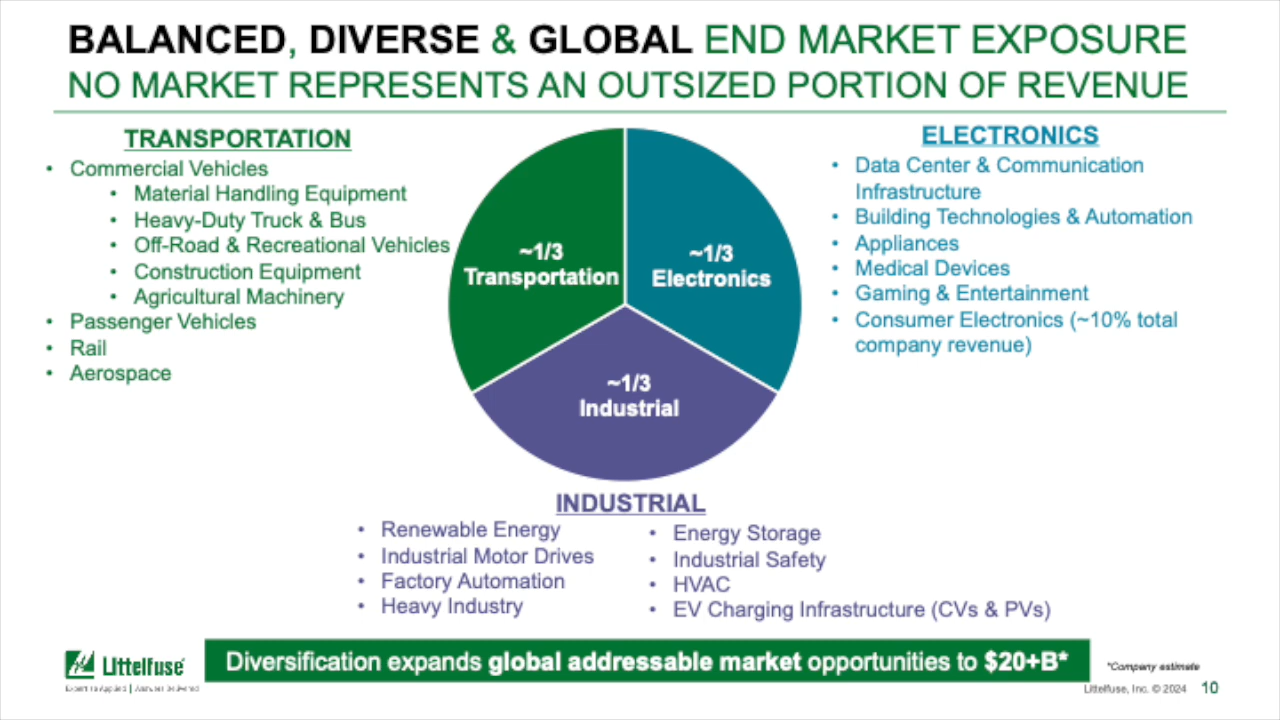 BALANCED, DIVERSE & GLOBAL END MARKET EXPOSURE
NO MARKET REPRESENTS AN OUTSIZED PORTION OF REVENUE
TRANSPORTATION
• Commercial Vehicles
• Material Handling Equipment
• Heavy-Duty Truck & Bus
• Off-Road & Recreational Vehicles
• Construction Equipment
• Agricultural Machinery
• Passenger Vehicles
• Rail
• Aerospace
~1/3
Transportation
~1/3
Electronics
~1/3
Industrial
ELECTRONICS
• Data Center & Communication
Infrastructure
• Building Technologies & Automation
• Appliances
• Medical Devices
• Gaming & Entertainment
• Consumer Electronics (~10% total
company revenue)
INDUSTRIAL
• Renewable Energy
• Industrial Motor Drives
• Factory Automation
• Heavy Industry
• Energy Storage
• Industrial Safety
• HVAC
• EV Charging Infrastructure (CVs & PVs)
Littelfuse
Diversification expands global addressable market opportunities to $20+B*
*Company estimate
Littelfuse, Inc. © 2024 10